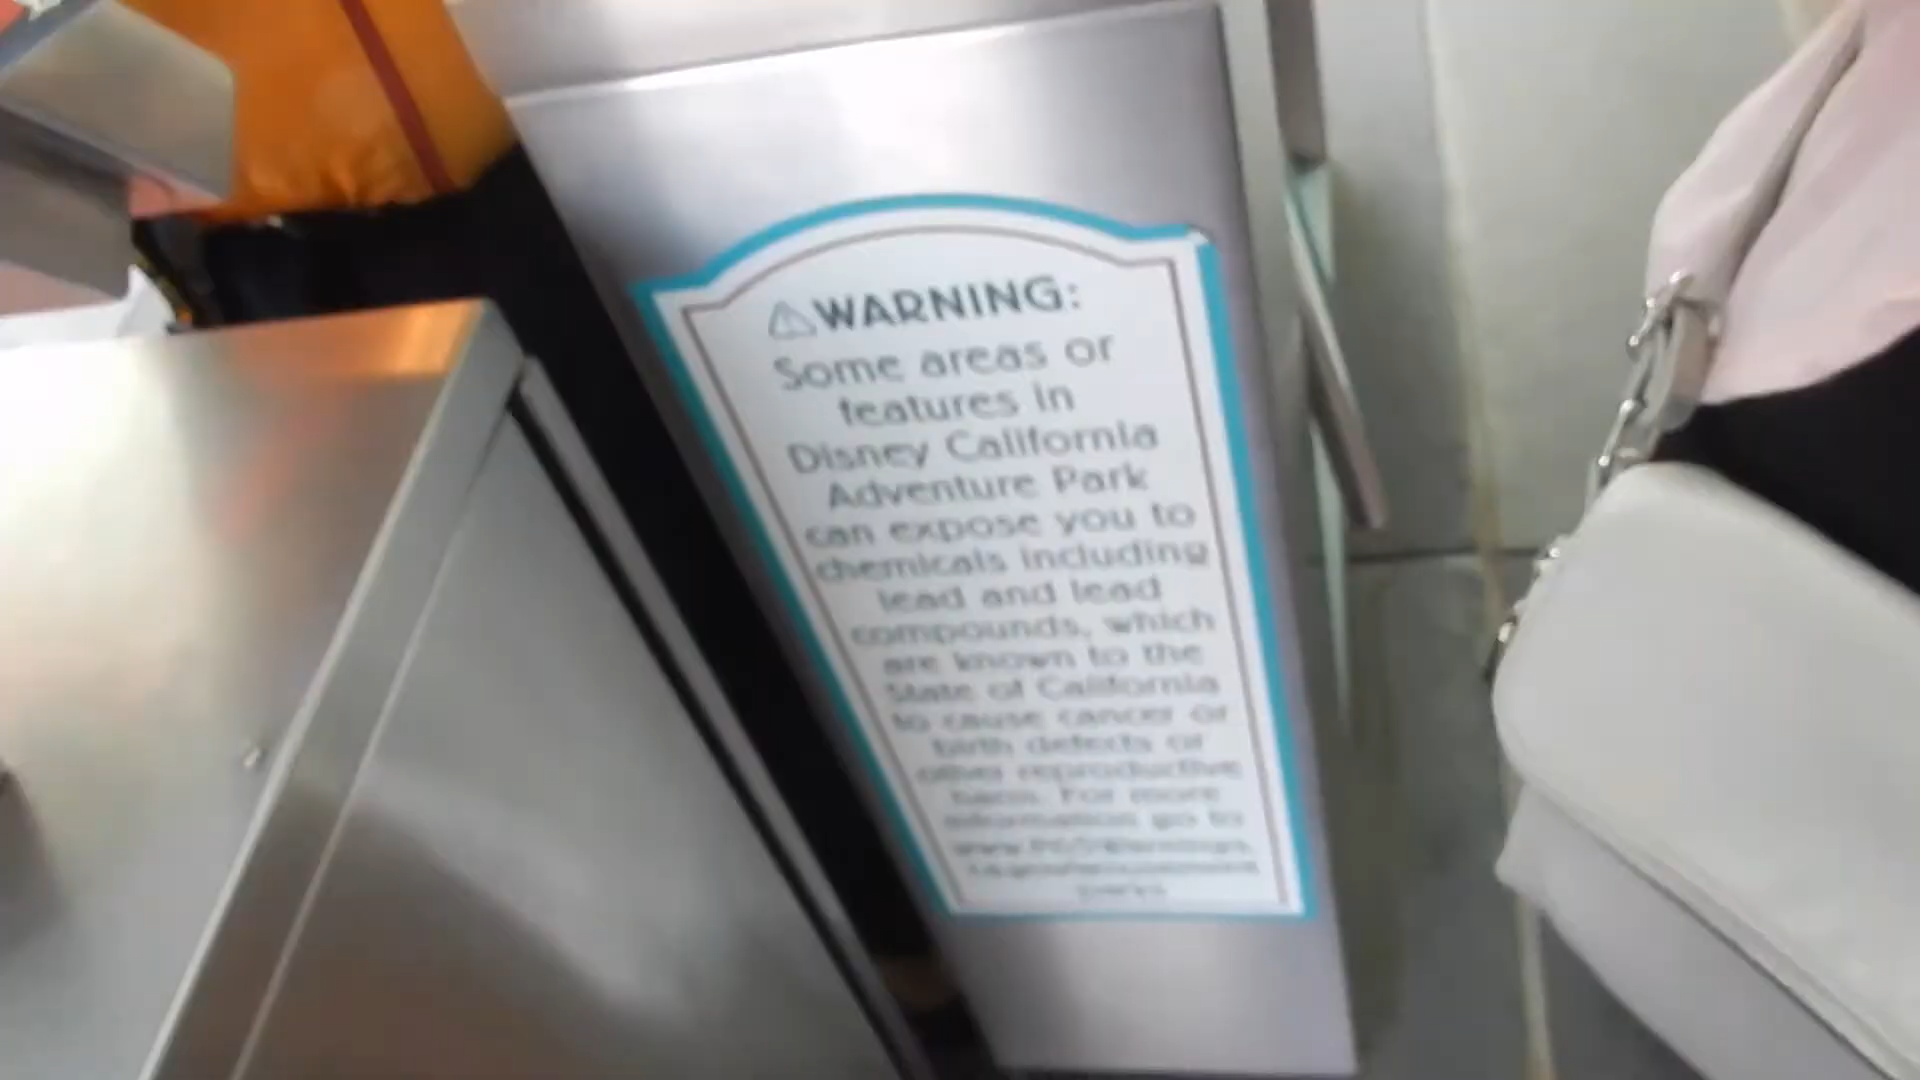 ⚠WARNING:
Some areas or
features in
Disney California
Adventure Park
can expose you to
chemicals including
lead and lead
compounds, which
are known to the
State of California
to cause cancer or
birth defects or
other reproductive
harm. For more
information go to